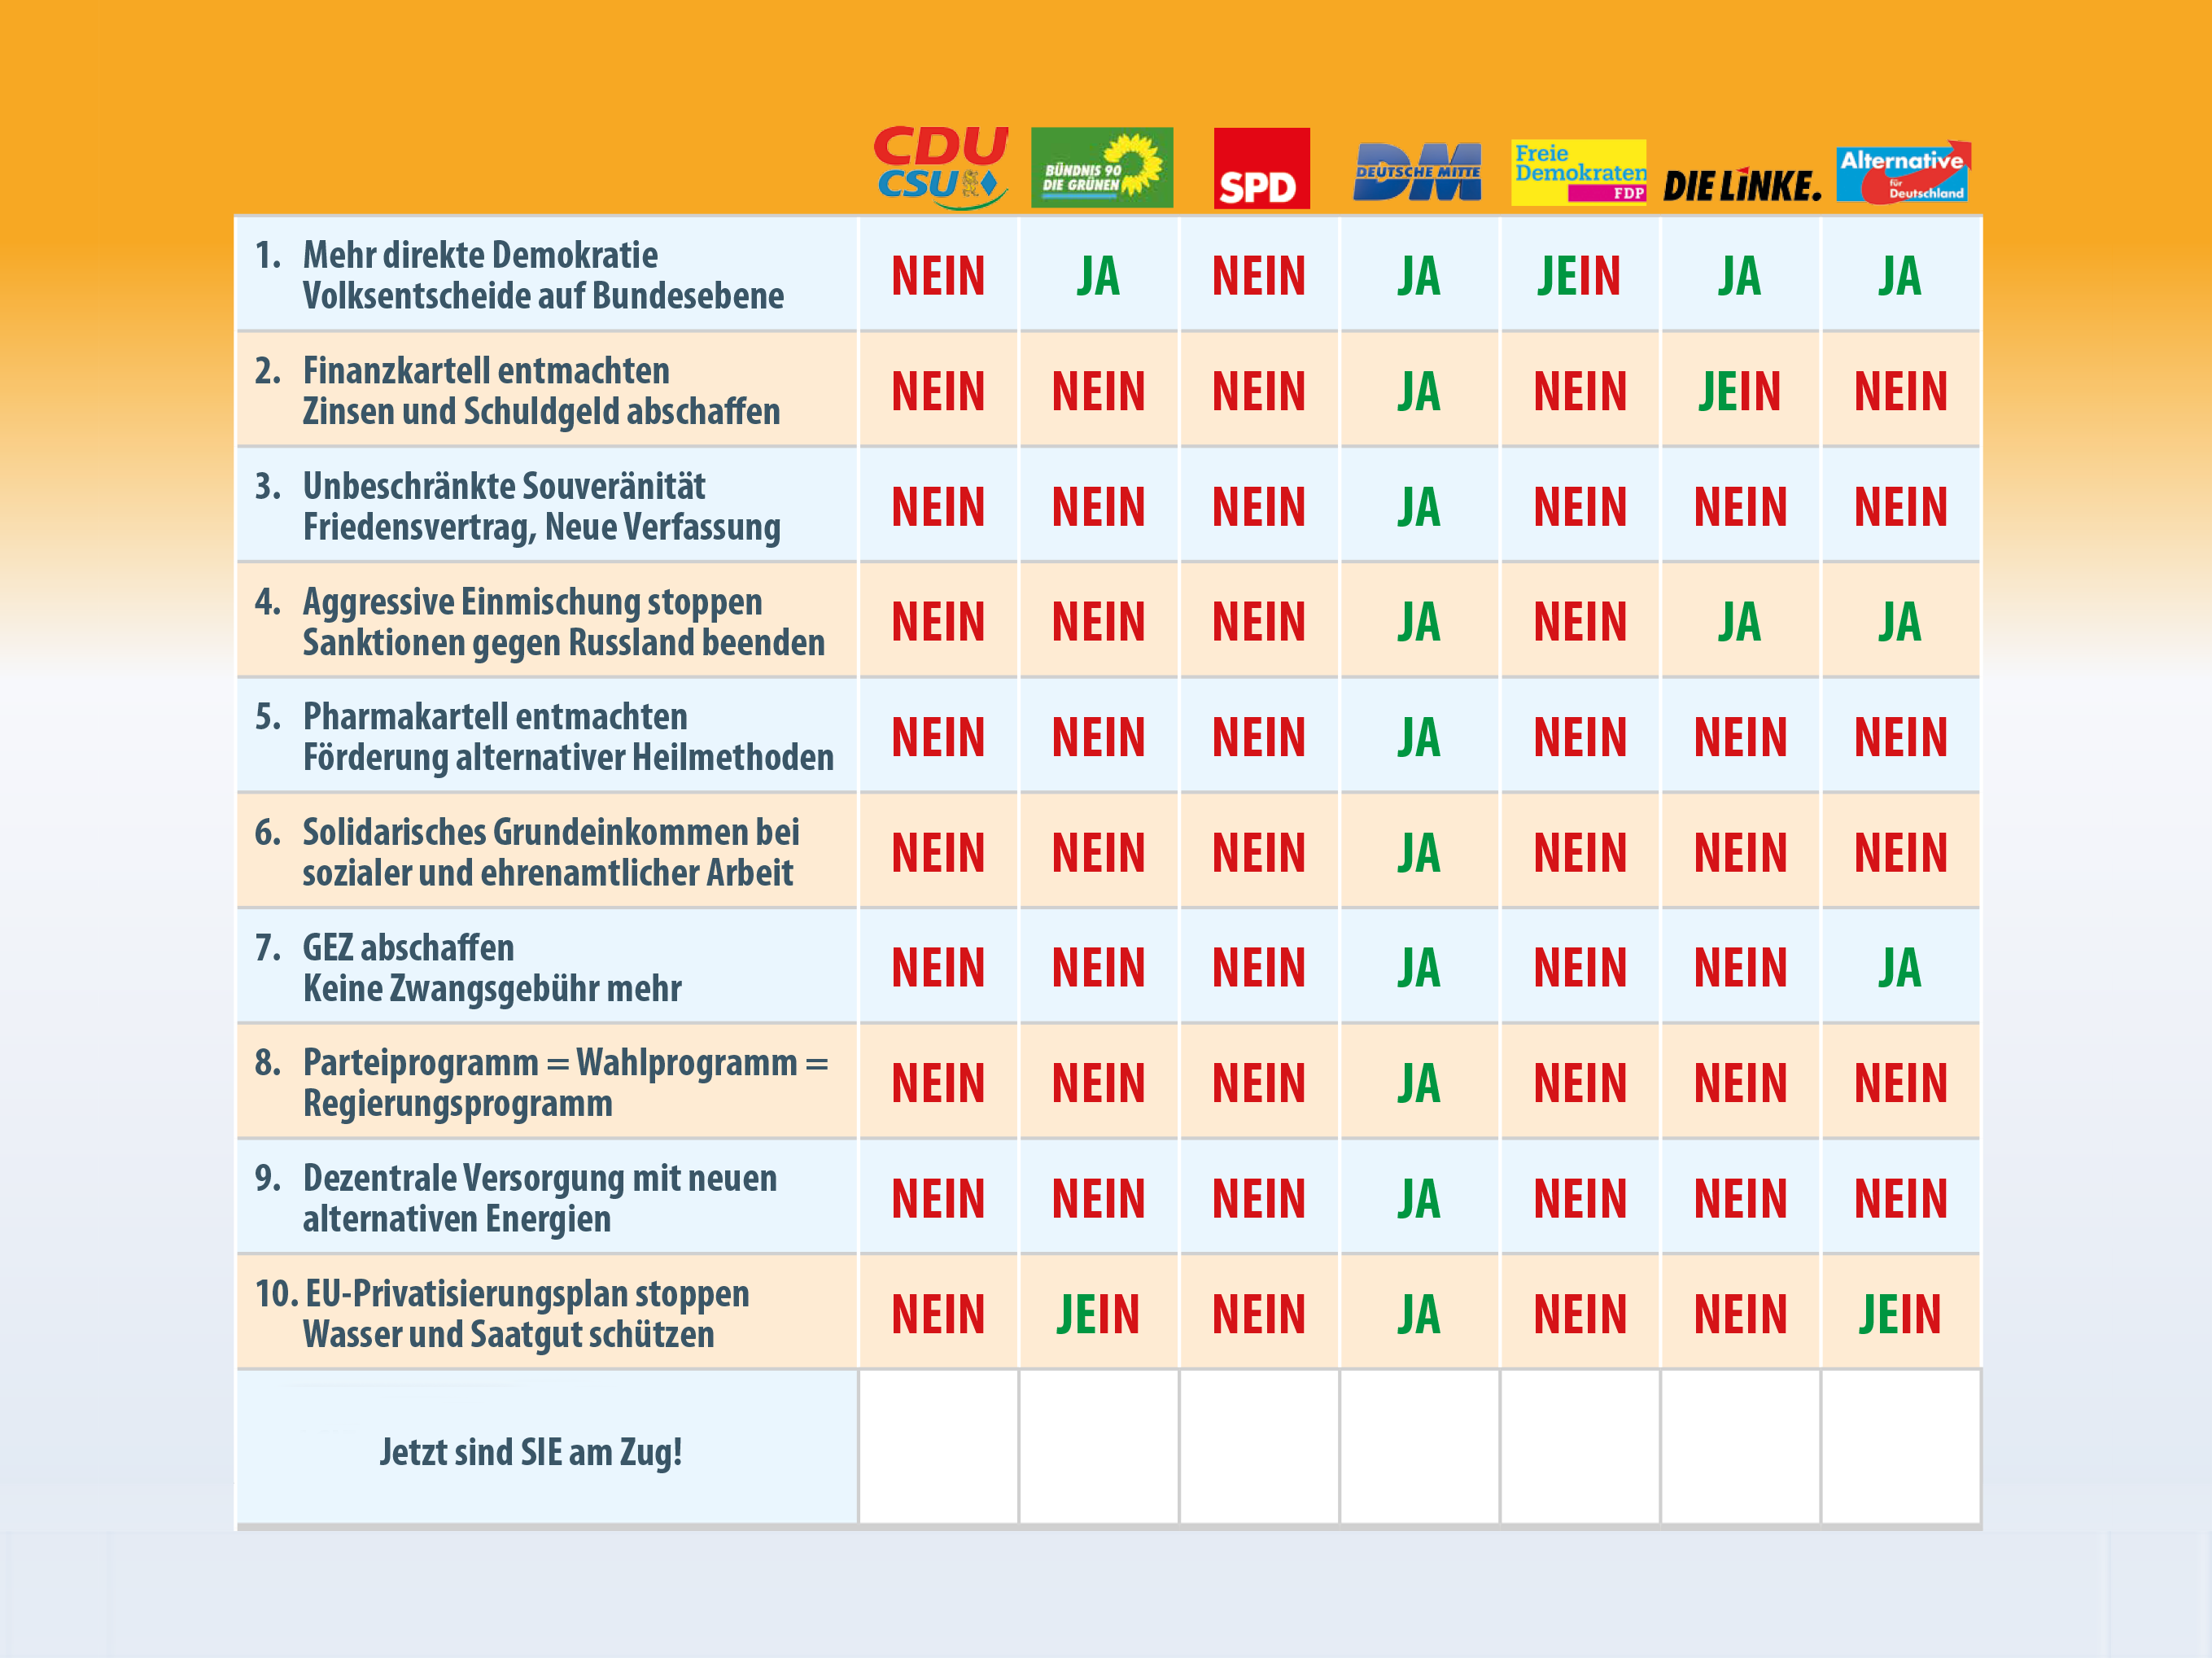 CDU
CSU
BÜNDNIS 90
DIE GRÜNEN
SPD
DM
DEUTSCHE MITTE
Freie
Demokraten
FDP
DIE LiNKE.
Alternative
für
Deutschland
1. Mehr direkte Demokratie
Volksentscheide auf Bundesebene
NEIN JA NEIN JA JEIN JA JA
2. Finanzkartell entmachten
Zinsen und Schuldgeld abschaffen
NEIN NEIN NEIN JA NEIN JEIN NEIN
3. Unbeschränkte Souveränität
Friedensvertrag, Neue Verfassung
NEIN NEIN NEIN JA NEIN NEIN NEIN
4. Aggressive Einmischung stoppen
Sanktionen gegen Russland beenden
NEIN NEIN NEIN JA NEIN JA JA
5. Pharmakartell entmachten
Förderung alternativer Heilmethoden
NEIN NEIN NEIN JA NEIN NEIN NEIN
6. Solidarisches Grundeinkommen bei
sozialer und ehrenamtlicher Arbeit
NEIN NEIN NEIN JA NEIN NEIN NEIN
7. GEZ abschaffen
Keine Zwangsgebühr mehr
NEIN NEIN NEIN JA NEIN NEIN JA
8. Parteiprogramm = Wahlprogramm =
Regierungsprogramm
NEIN NEIN NEIN JA NEIN NEIN NEIN
9. Dezentrale Versorgung mit neuen
alternativen Energien
NEIN NEIN NEIN JA NEIN NEIN NEIN
10. EU-Privatisierungsplan stoppen
Wasser und Saatgut schützen
NEIN JEIN NEIN JA NEIN NEIN JEIN
Jetzt sind SIE am Zug!